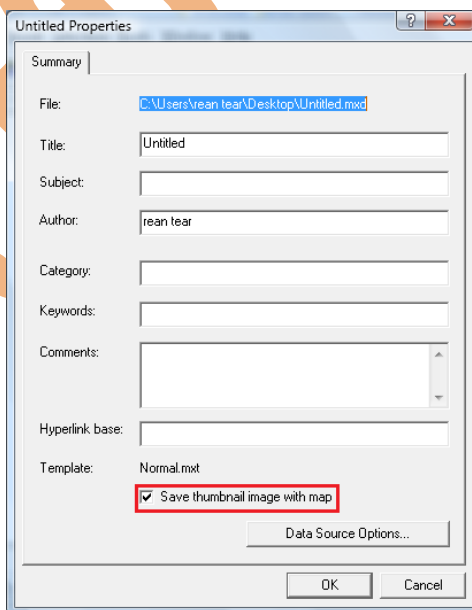 Untitled Properties
Summary
File: C:\Users\rean tear\Desktop\Untitled.mxd
Title: Untitled
Subject:
Author: rean tear
Category:
Keywords:
Comments:
Hyperlink base:
Template: Normal.mxt
Save thumbnail image with map
Data Source Options...
OK Cancel